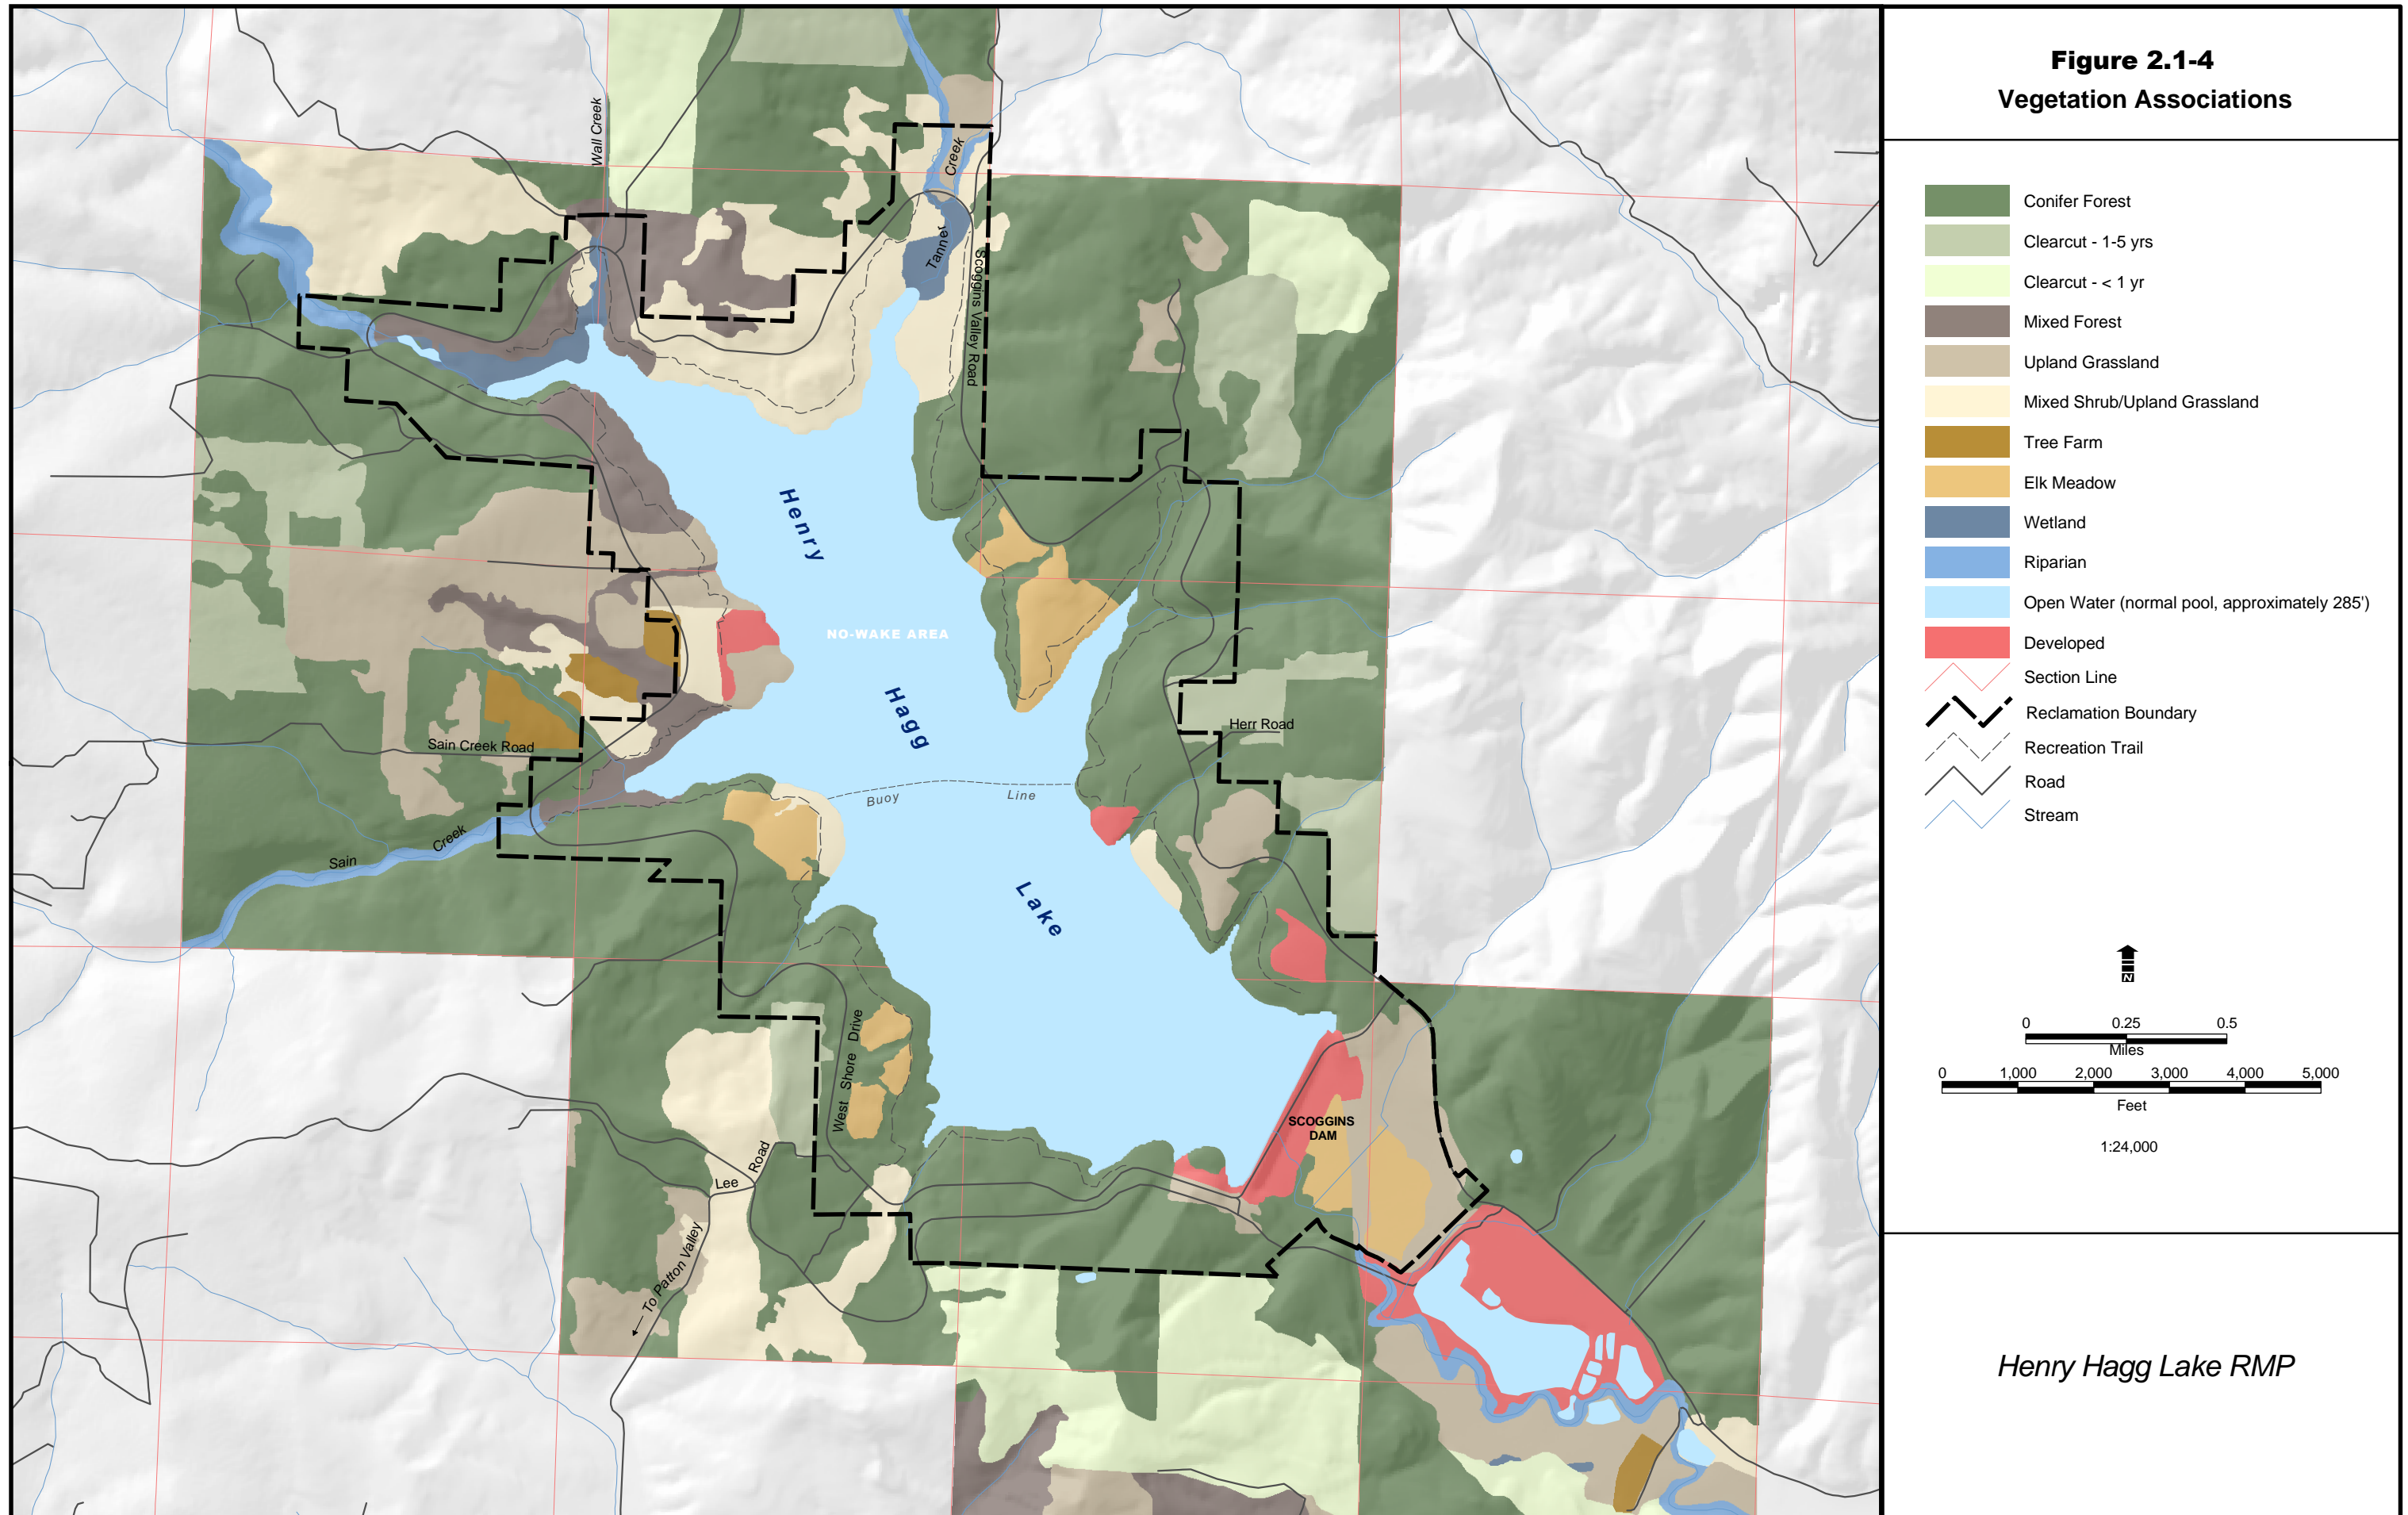 Figure 2.1-4
Vegetation Associations
Conifer Forest
Clearcut - 1-5 yrs
Clearcut - < 1 yr
Mixed Forest
Upland Grassland
Mixed Shrub/Upland Grassland
Tree Farm
Elk Meadow
Wetland
Riparian
Open Water (normal pool, approximately 285')
Developed
Section Line
Reclamation Boundary
Recreation Trail
Road
Stream
N
0 0.25 0.5
Miles
0 1,000 2,000 3,000 4,000 5,000
Feet
1:24,000
Henry Hagg Lake RMP
Wall Creek
Tanner Creek
Scoggins Valley Road
Henry
Hagg
Lake
NO-WAKE AREA
Buoy Line
Herr Road
Sain Creek Road
Sain Creek
West Shore Drive
Lee Road
To Patton Valley
SCOGGINS
DAM